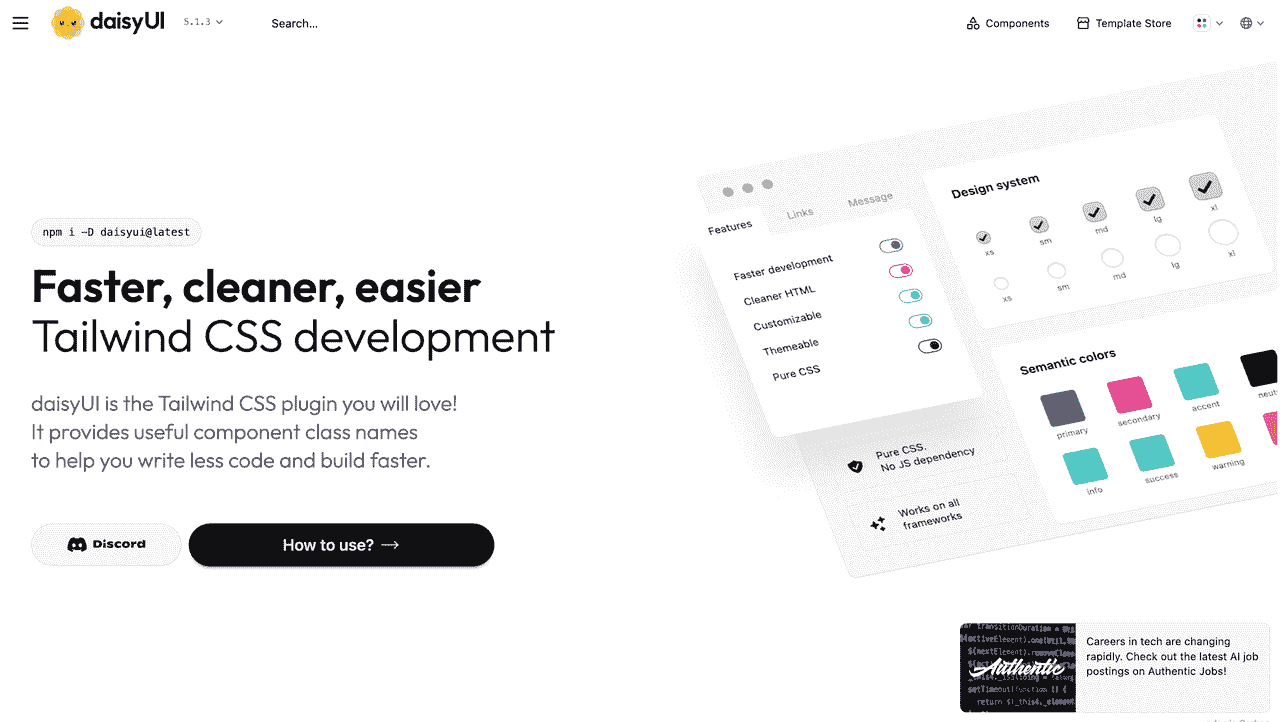 daisyUI
5.1.3
Search...
Components
Template Store
npm i -D daisyui@latest
Faster, cleaner, easier
Tailwind CSS development
daisyUI is the Tailwind CSS plugin you will love!
It provides useful component class names
to help you write less code and build faster.
Discord
How to use?
Features
Links
Message
Faster development
Cleaner HTML
Customizable
Themeable
Pure CSS
Design system
xs
sm
md
lg
xl
xs
sm
md
lg
xl
Semantic colors
primary
secondary
accent
info
success
warning
Pure CSS.
No JS dependency
Works on all
frameworks
Authentic
setTimeout(function () {
Careers in tech are changing
rapidly. Check out the latest AI job
postings on Authentic Jobs!